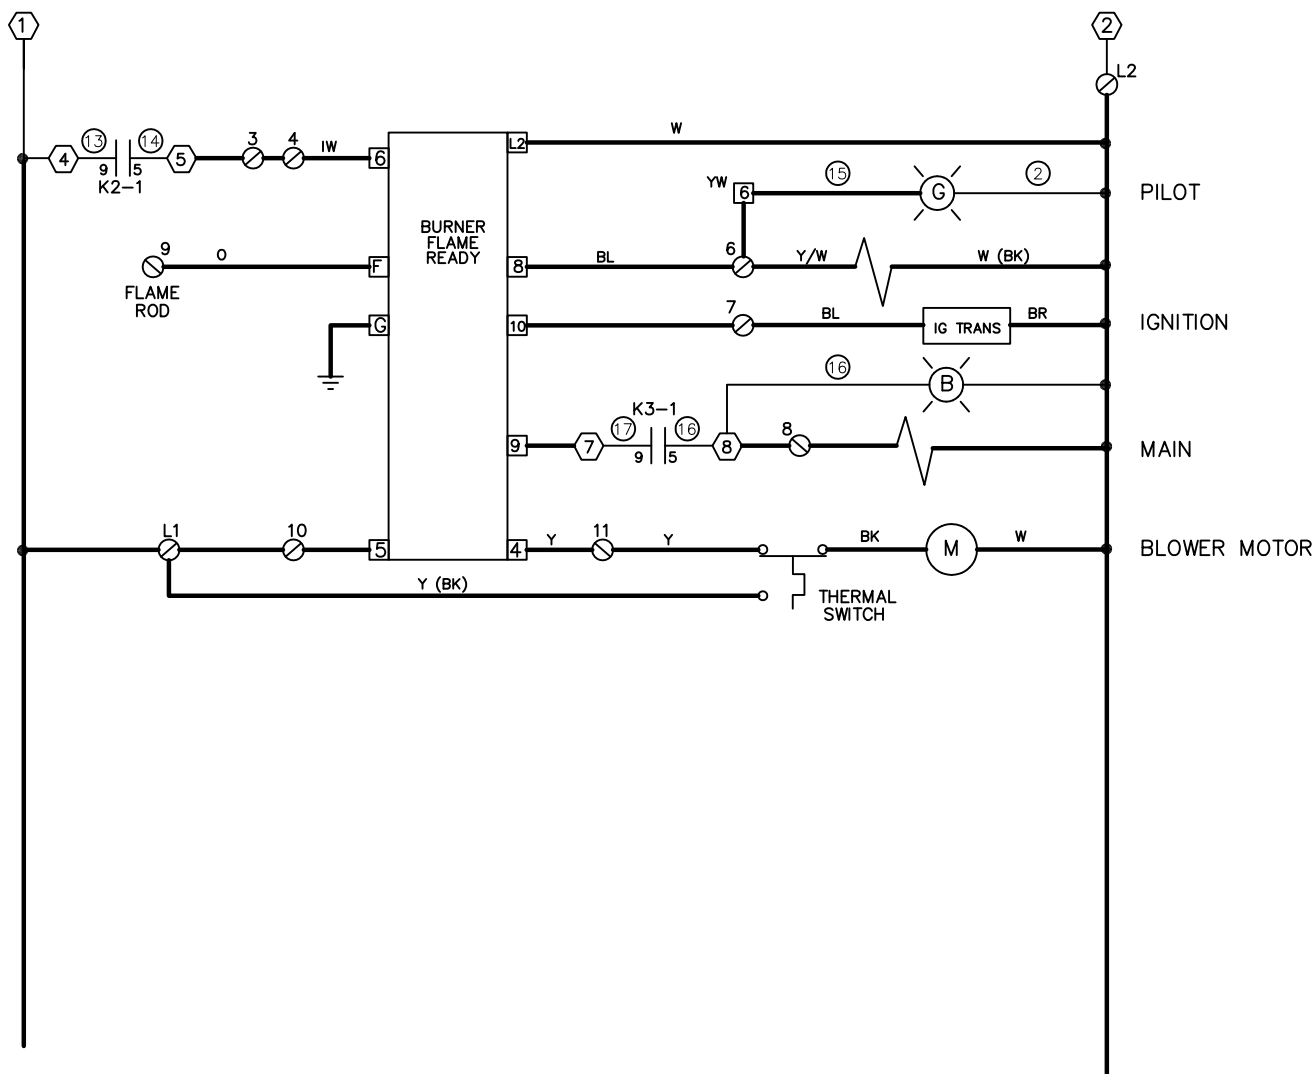 1
2
L2
13
14
3
4
IW
4
5
9
5
K2-1
6
L2
W
YW
6
15
G
2
PILOT
BURNER
FLAME
READY
9
O
FLAME
ROD
F
8
BL
6
Y/W
W (BK)
G
10
7
BL
IG TRANS
BR
IGNITION
16
B
K3-1
17
16
9
7
9
5
8
8
MAIN
L1
10
5
4
Y
11
Y
BK
M
W
BLOWER MOTOR
Y (BK)
THERMAL
SWITCH